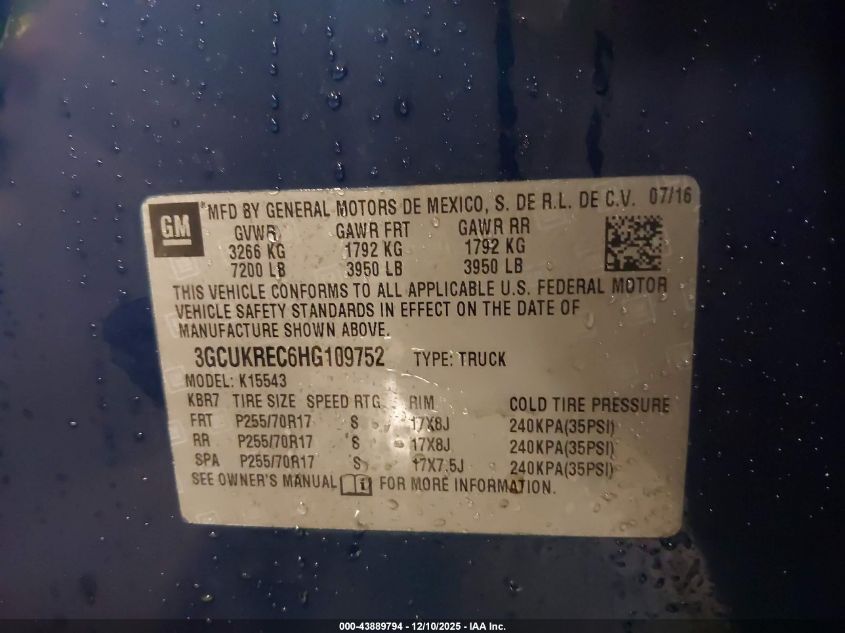 GM ®MFD BY GENERAL MOTORS DE MEXICO, S. DE R.L. DE C.V. 07/16
GVWR GAWR FRT GAWR RR
3266 KG 1792 KG 1792 KG
7200 LB 3950 LB 3950 LB
THIS VEHICLE CONFORMS TO ALL APPLICABLE U.S. FEDERAL MOTOR
VEHICLE SAFETY STANDARDS IN EFFECT ON THE DATE OF
MANUFACTURE SHOWN ABOVE.
3GCUKREC6HG109752 TYPE: TRUCK
MODEL: K15543
KBR7 TIRE SIZE SPEED RTG RIM COLD TIRE PRESSURE
FRT P255/70R17 S 17X8J 240KPA(35PSI)
RR P255/70R17 S 17X8J 240KPA(35PSI)
SPA P255/70R17 S 17X7.5J 240KPA(35PSI)
SEE OWNER'S MANUAL FOR MORE INFORMATION.
000-43889794 - 12/10/2025 - IAA Inc.